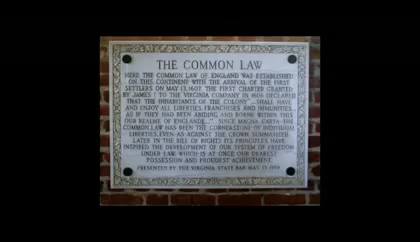 THE COMMON LAW
HERE THE COMMON LAW OF ENGLAND WAS ESTABLISHED
ON THIS CONTINENT WITH THE ARRIVAL OF THE FIRST
SETTLERS ON MAY 13, 1607. THE FIRST CHARTER GRANTED
BY JAMES I TO THE VIRGINIA COMPANY IN 1606 DECLARED
THAT THE INHABITANTS OF THE COLONY "...SHALL HAVE
AND ENJOY ALL LIBERTIES, FRANCHISES AND IMMUNITIES...
AS IF THEY HAD BEEN ABIDING AND BORNE WITHIN THIS
OUR REALME OF ENGLANDE...." SINCE MAGNA CARTA THE
COMMON LAW HAS BEEN THE CORNERSTONE OF INDIVIDUAL
LIBERTIES, EVEN AS AGAINST THE CROWN. SUMMARIZED
LATER IN THE BILL OF RIGHTS ITS PRINCIPLES HAVE
INSPIRED THE DEVELOPMENT OF OUR SYSTEM OF FREEDOM
UNDER LAW, WHICH IS AT ONCE OUR DEAREST
POSSESSION AND PROUDEST ACHIEVEMENT.
PRESENTED BY THE VIRGINIA STATE BAR MAY 17, 1959